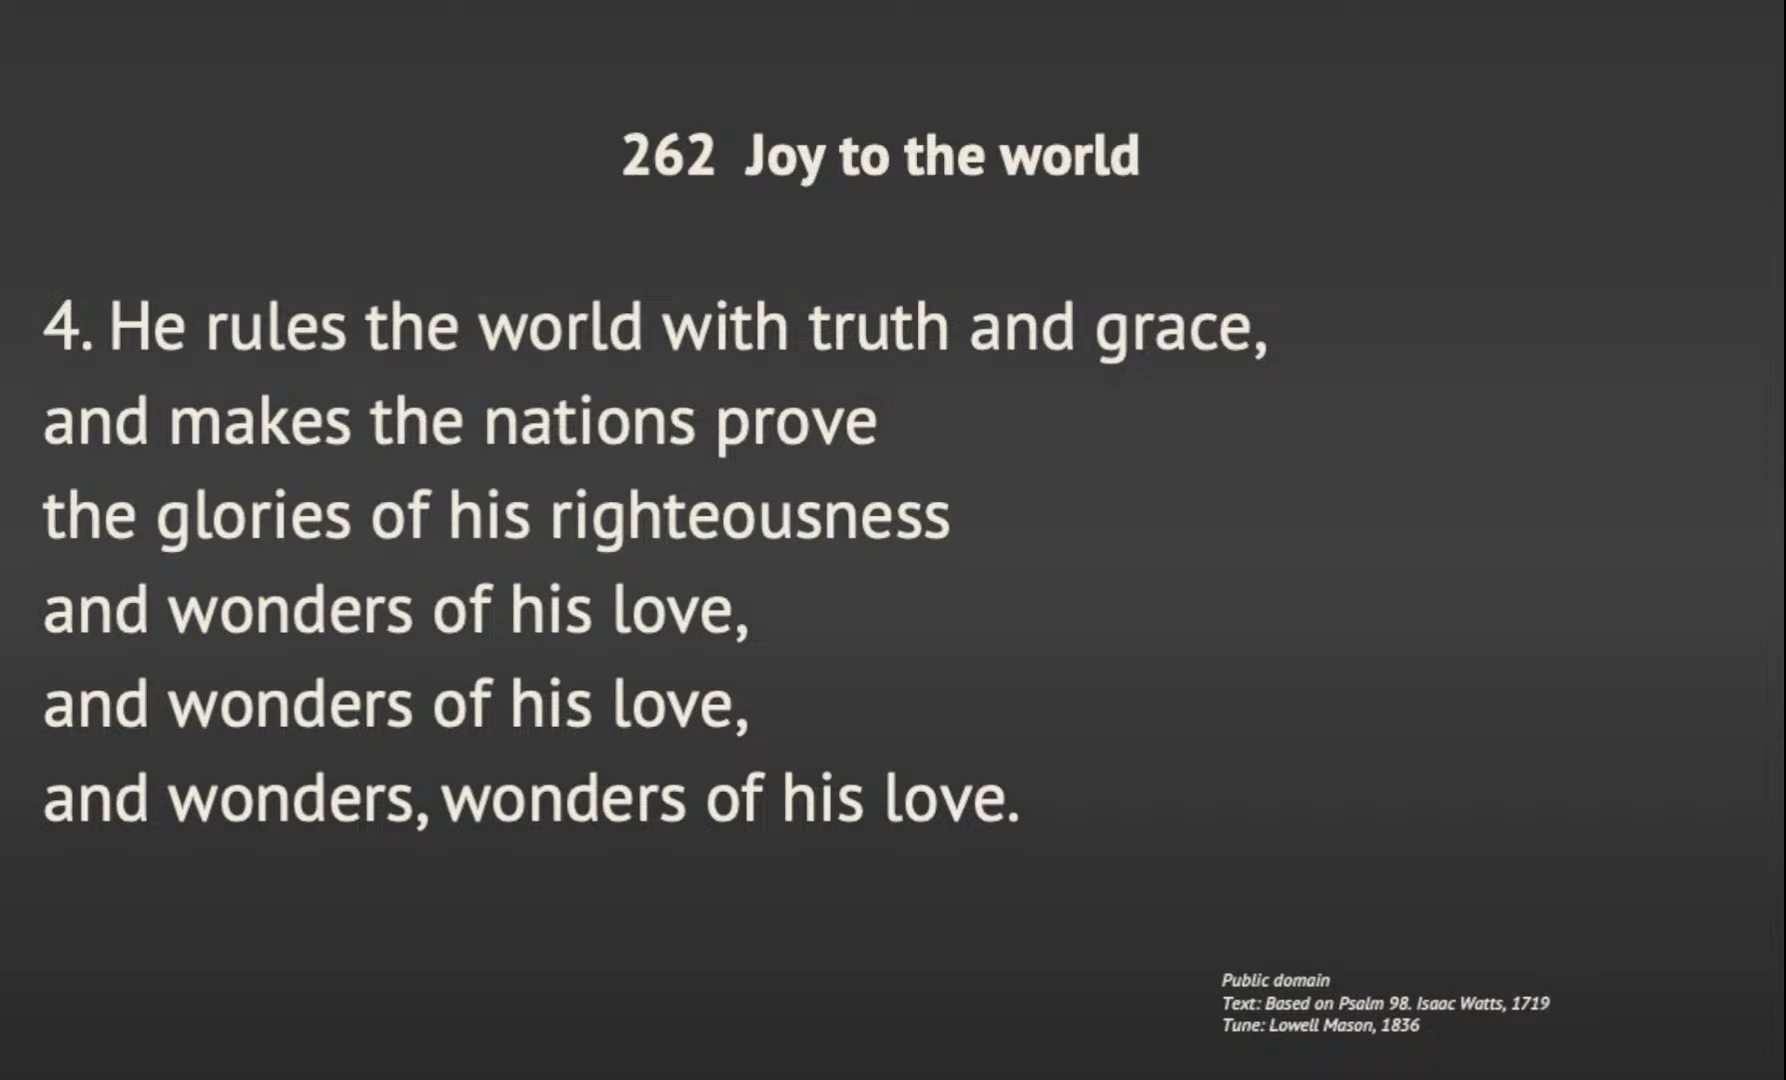 262 Joy to the world
4. He rules the world with truth and grace,
and makes the nations prove
the glories of his righteousness
and wonders of his love,
and wonders of his love,
and wonders, wonders of his love.
Public domain
Text: Based on Psalm 98. Isaac Watts, 1719
Tune: Lowell Mason, 1836